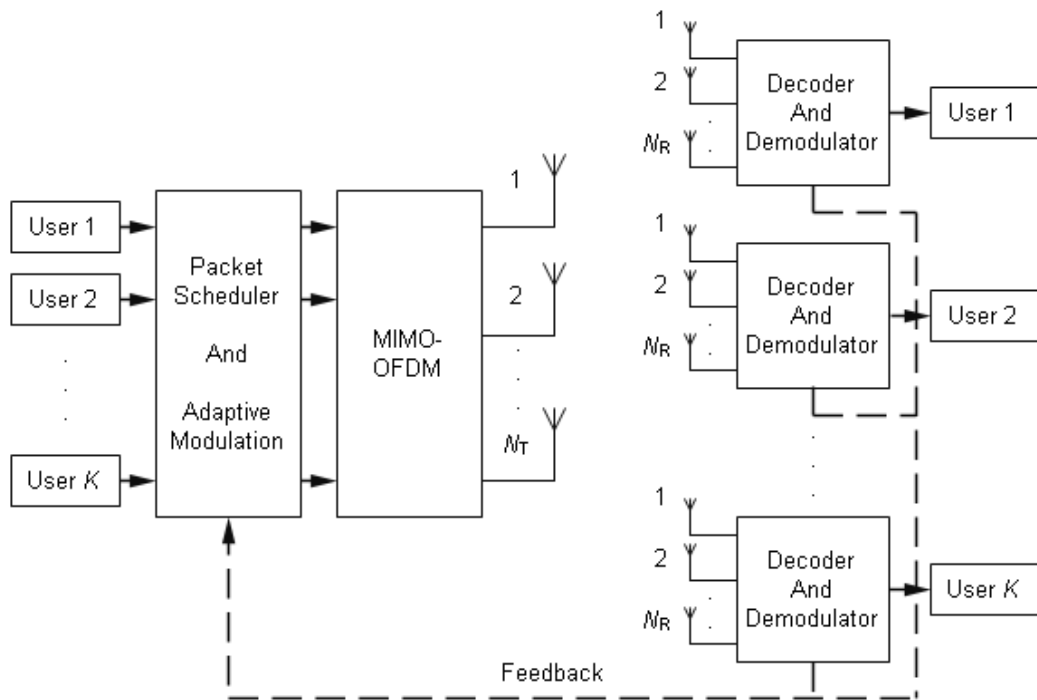 User 1
User 2
User K
Packet
Scheduler
And
Adaptive
Modulation
MIMO-
OFDM
1
2
NT
1
2
NR
Decoder
And
Demodulator
User 1
1
2
NR
Decoder
And
Demodulator
User 2
1
2
NR
Decoder
And
Demodulator
User K
Feedback